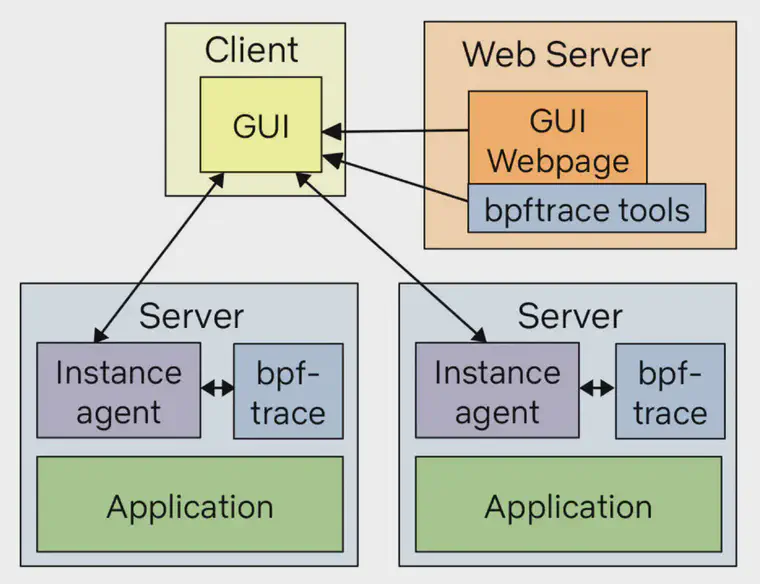 Client
GUI
Web Server
GUI
Webpage
bpftrace tools
Server
Instance
agent
bpf-
trace
Application
Server
Instance
agent
bpf-
trace
Application